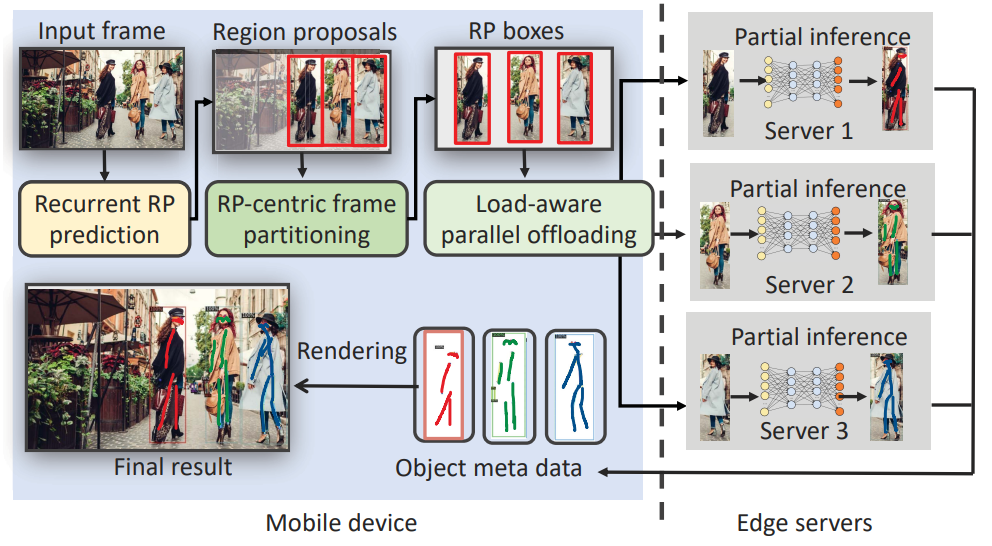 Input frame
Region proposals
RP boxes
Recurrent RP
prediction
RP-centric frame
partitioning
Load-aware
parallel offloading
Partial inference
Server 1
Partial inference
Server 2
Partial inference
Server 3
Rendering
Final result
Object meta data
Mobile device
Edge servers